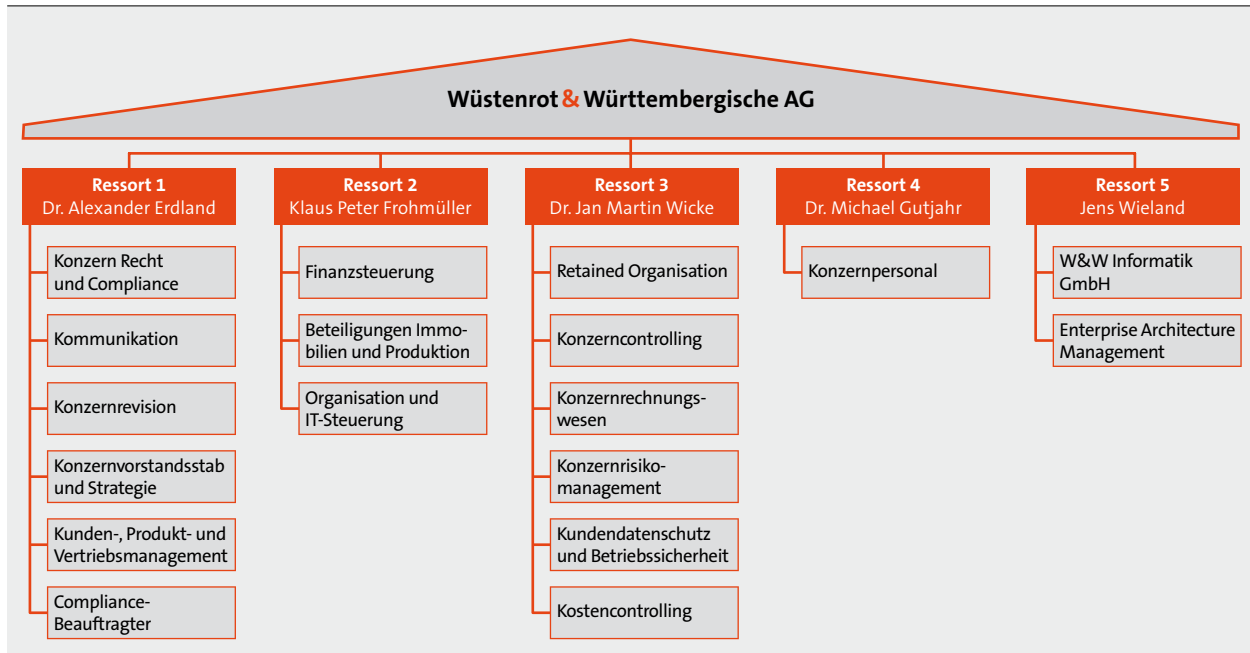 Wüstenrot & Württembergische AG
Ressort 1
Dr. Alexander Erdland
Konzern Recht
und Compliance
Kommunikation
Konzernrevision
Konzernvorstandsstab
und Strategie
Kunden-, Produkt- und
Vertriebsmanagement
Compliance-
Beauftragter
Ressort 2
Klaus Peter Frohmüller
Finanzsteuerung
Beteiligungen Immo-
bilien und Produktion
Organisation und
IT-Steuerung
Ressort 3
Dr. Jan Martin Wicke
Retained Organisation
Konzerncontrolling
Konzernrechnungs-
wesen
Konzernrisiko-
management
Kundendatenschutz
und Betriebssicherheit
Kostencontrolling
Ressort 4
Dr. Michael Gutjahr
Konzernpersonal
Ressort 5
Jens Wieland
W&W Informatik
GmbH
Enterprise Architecture
Management